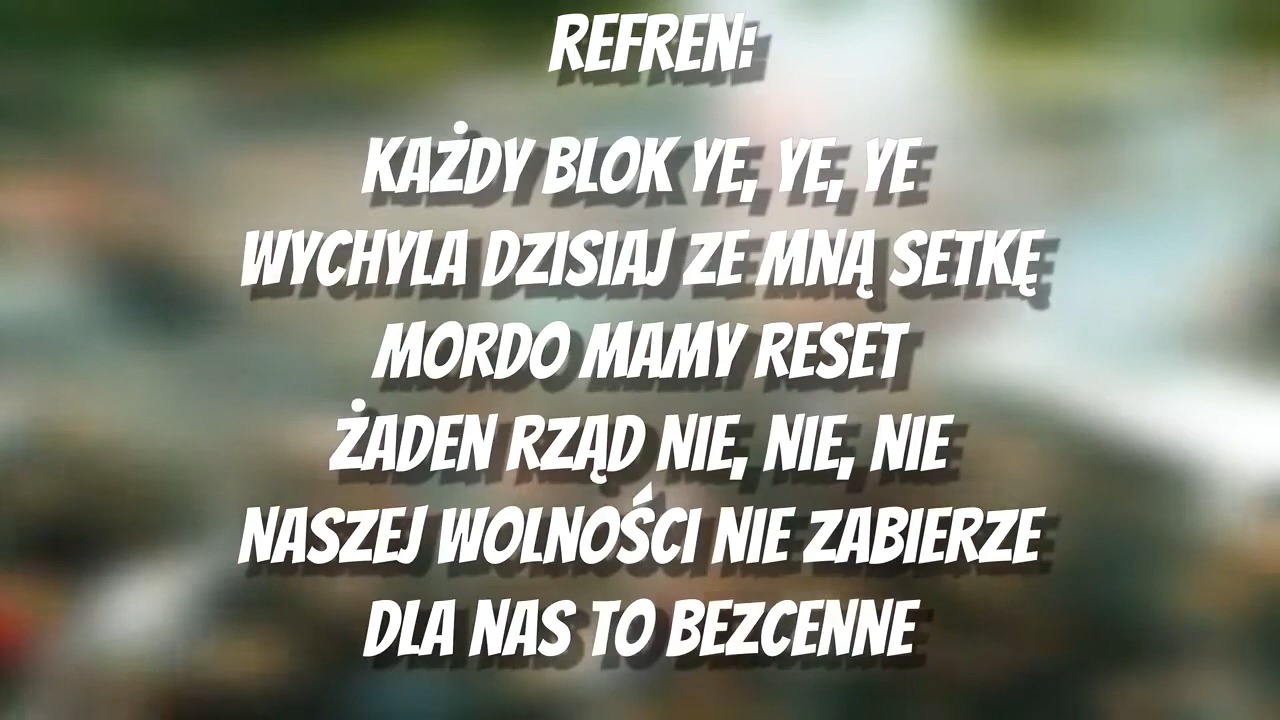 REFREN:
KAŻDY BLOK YE, YE, YE
WYCHYLA DZISIAJ ZE MNĄ SETKĘ
MORDO MAMY RESET
ŻADEN RZĄD NIE, NIE, NIE
NASZEJ WOLNOŚCI NIE ZABIERZE
DLA NAS TO BEZCENNE